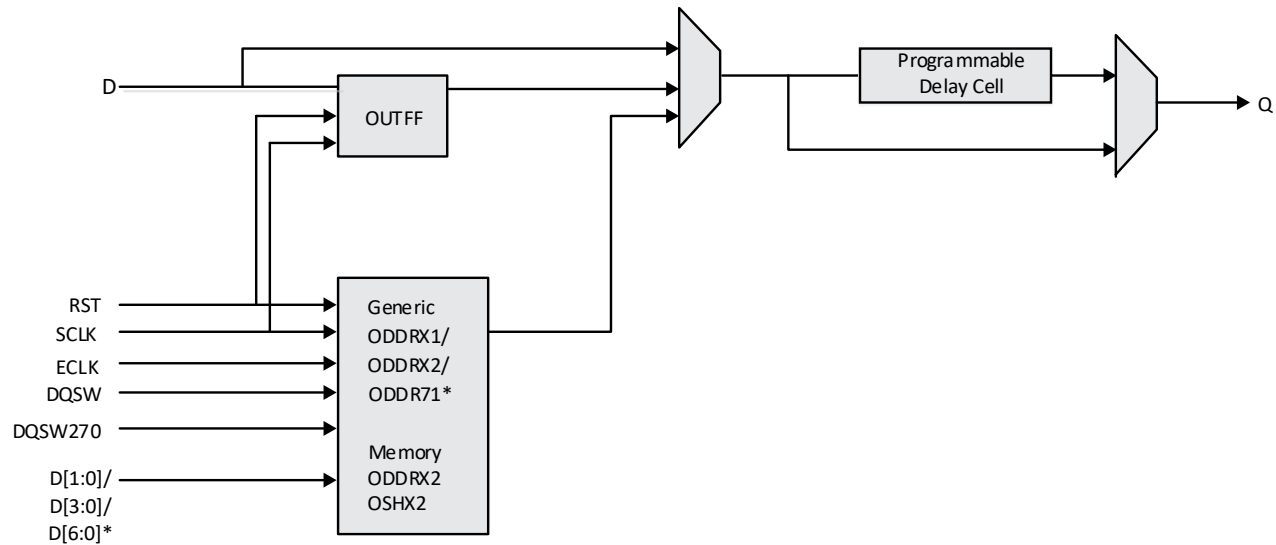 Programmable
Delay Cell
D
OUTFF
Q
RST
SCLK
ECLK
DQSW
DQSW270
D[1:0]/
D[3:0]/
D[6:0]*
Generic
ODDRX1/
ODDRX2/
ODDR71*
Memory
ODDRX2
OSHX2